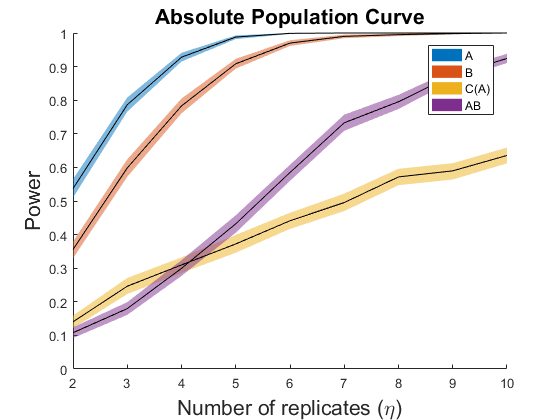 Absolute Population Curve
Power
1
0.9
0.8
0.7
0.6
0.5
0.4
0.3
0.2
0.1
0
A
B
C(A)
AB
2 3 4 5 6 7 8 9 10
Number of replicates (η)